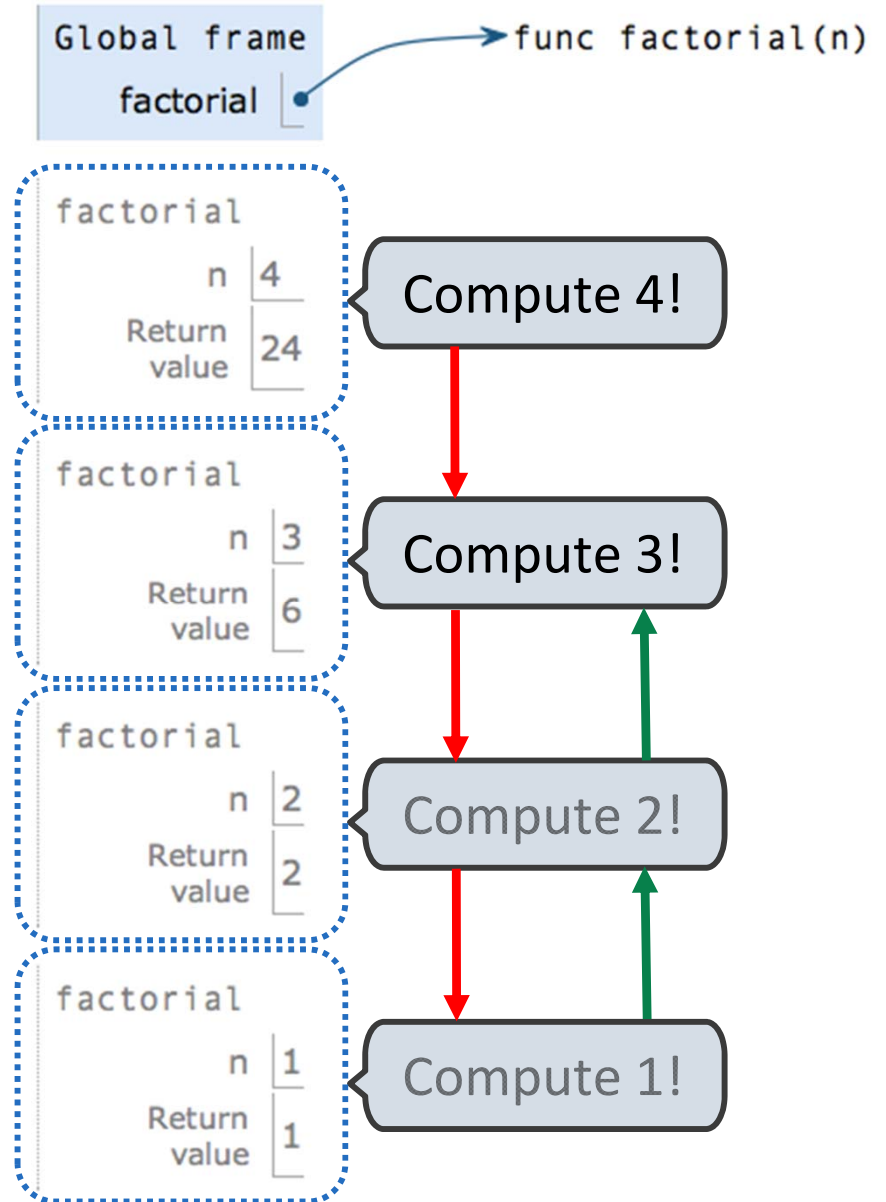 Global frame
func factorial(n)
factorial
factorial
n 4
Return
value 24
Compute 4!
factorial
n 3
Return
value 6
Compute 3!
factorial
n 2
Return
value 2
Compute 2!
factorial
n 1
Return
value 1
Compute 1!